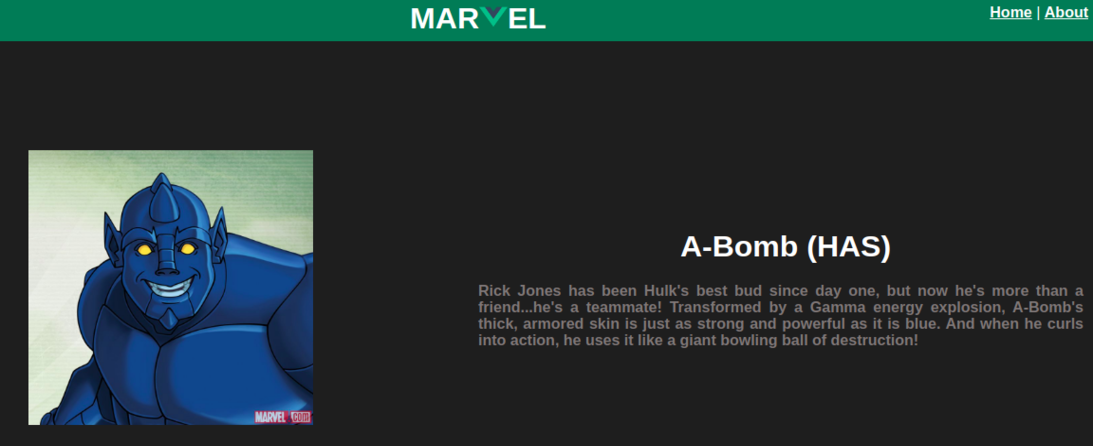 MARVEL
Home | About
A-Bomb (HAS)
Rick Jones has been Hulk's best bud since day one, but now he's more than a
friend...he's a teammate! Transformed by a Gamma energy explosion, A-Bomb's
thick, armored skin is just as strong and powerful as it is blue. And when he curls
into action, he uses it like a giant bowling ball of destruction!
MARVEL.com